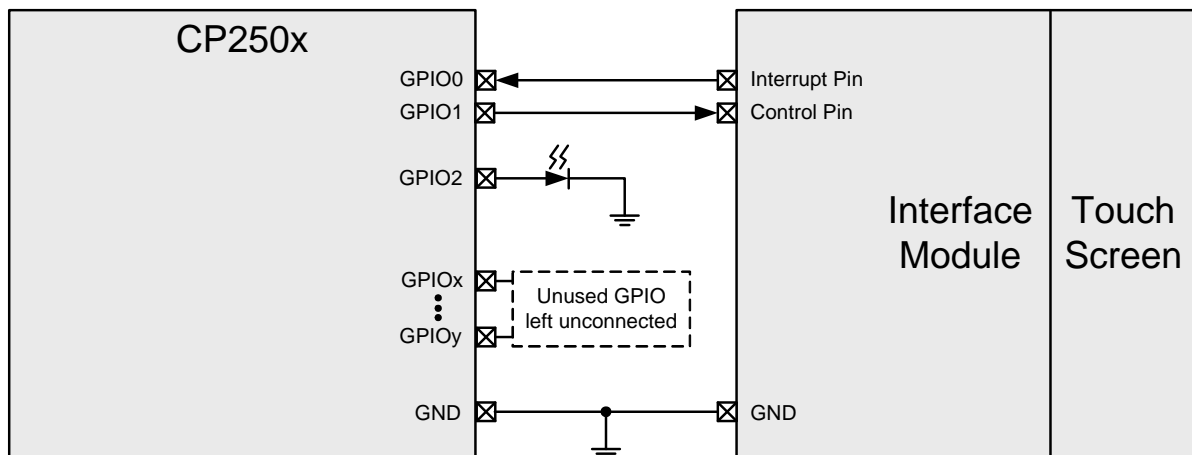 CP250x
GPIO0
Interrupt Pin
GPIO1
Control Pin
GPIO2
Interface
Module
Touch
Screen
GPIOx
GPIOy
Unused GPIO
left unconnected
GND
GND